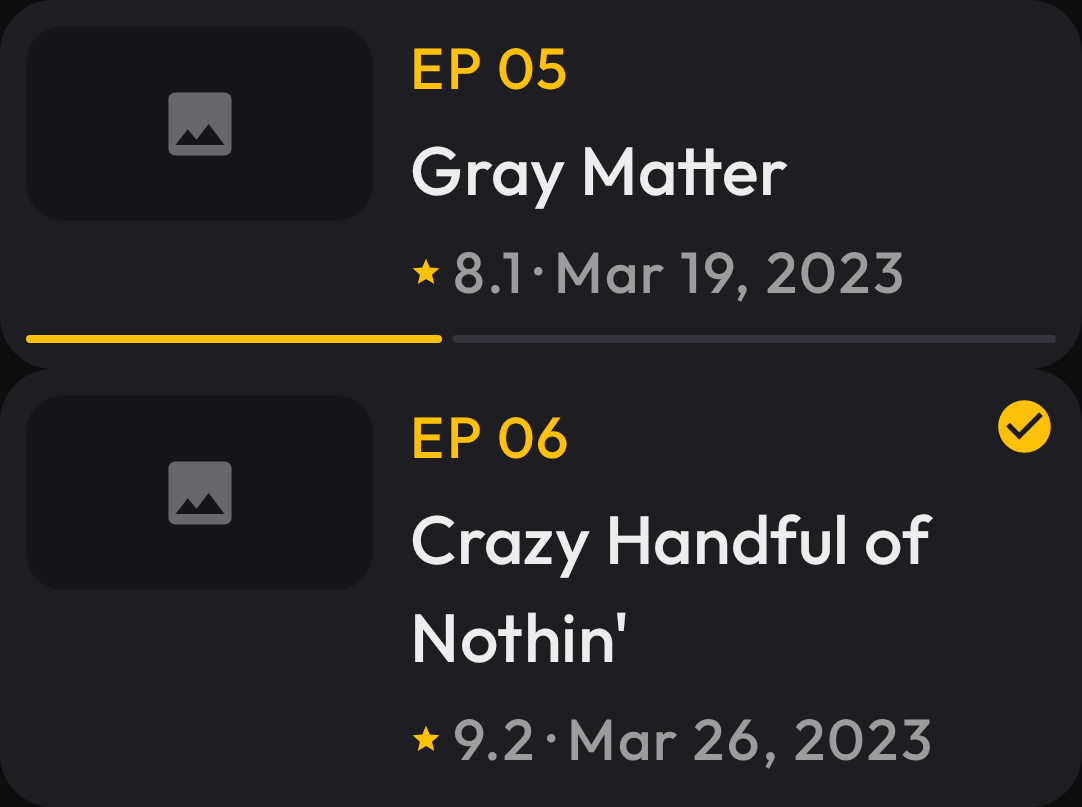 EP 05
Gray Matter
8.1 · Mar 19, 2023
EP 06
Crazy Handful of
Nothin'
9.2 · Mar 26, 2023